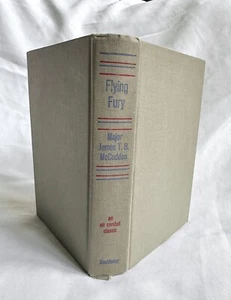 Flying
Fury
Major
James T. B.
McCudden
an
air combat
classic